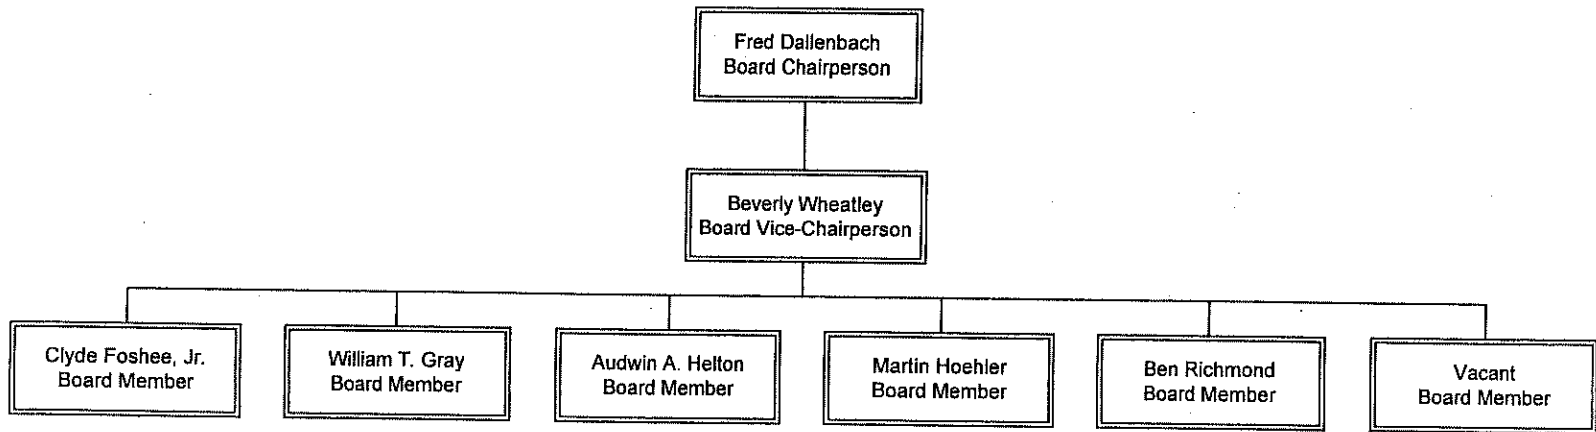 Fred Dallenbach
Board Chairperson
Beverly Wheatley
Board Vice-Chairperson
Clyde Foshee, Jr.
Board Member
William T. Gray
Board Member
Audwin A. Helton
Board Member
Martin Hoehler
Board Member
Ben Richmond
Board Member
Vacant
Board Member